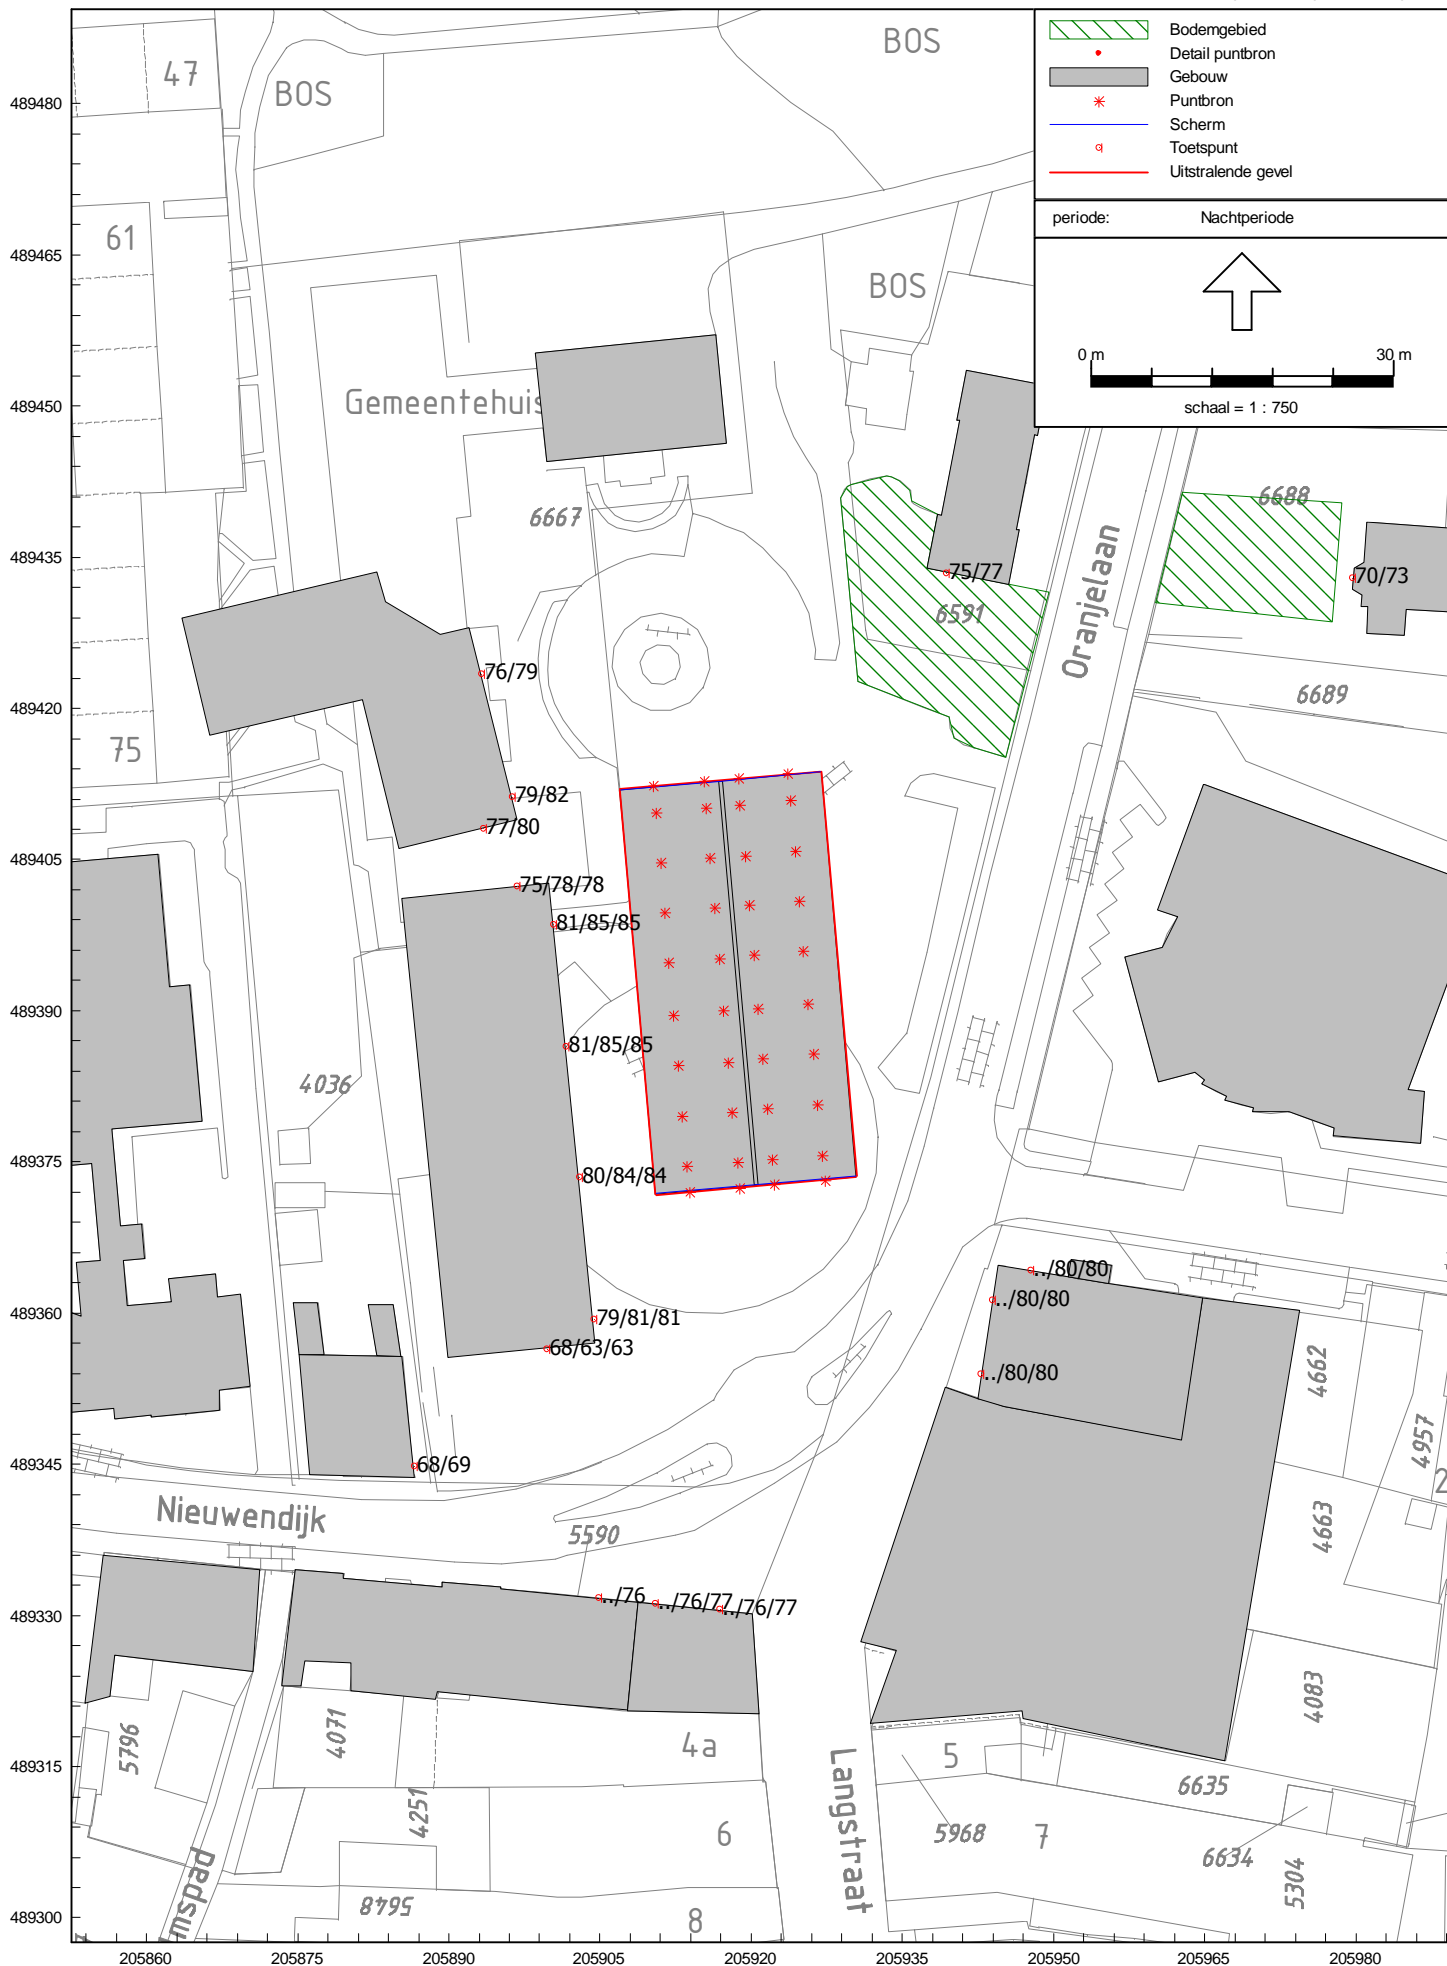 Bodemgebied
Detail puntbron
Gebouw
Puntbron
Scherm
Toetspunt
Uitstralende gevel
periode: Nachtperiode
0 m 30 m
schaal = 1 : 750
489480
489465
489450
489435
489420
489405
489390
489375
489360
489345
489330
489315
489300
205860 205875 205890 205905 205920 205935 205950 205965 205980
47
BOS
BOS
61
BOS
Gemeentehuis
6667
6688
75/77
70/73
6591
Oranjelaan
76/79
6689
75
79/82
77/80
75/78/78
81/85/85
81/85/85
4036
80/84/84
../80/80
../80/80
79/81/81
68/63/63
../80/80
4662
4957
68/69
2
Nieuwendijk
5590
4663
../76
../76/77
../76/77
4083
5796
4071
4a
5
Langstraat
6635
4251
6
5968
7
6634
5304
5648
8
mspad